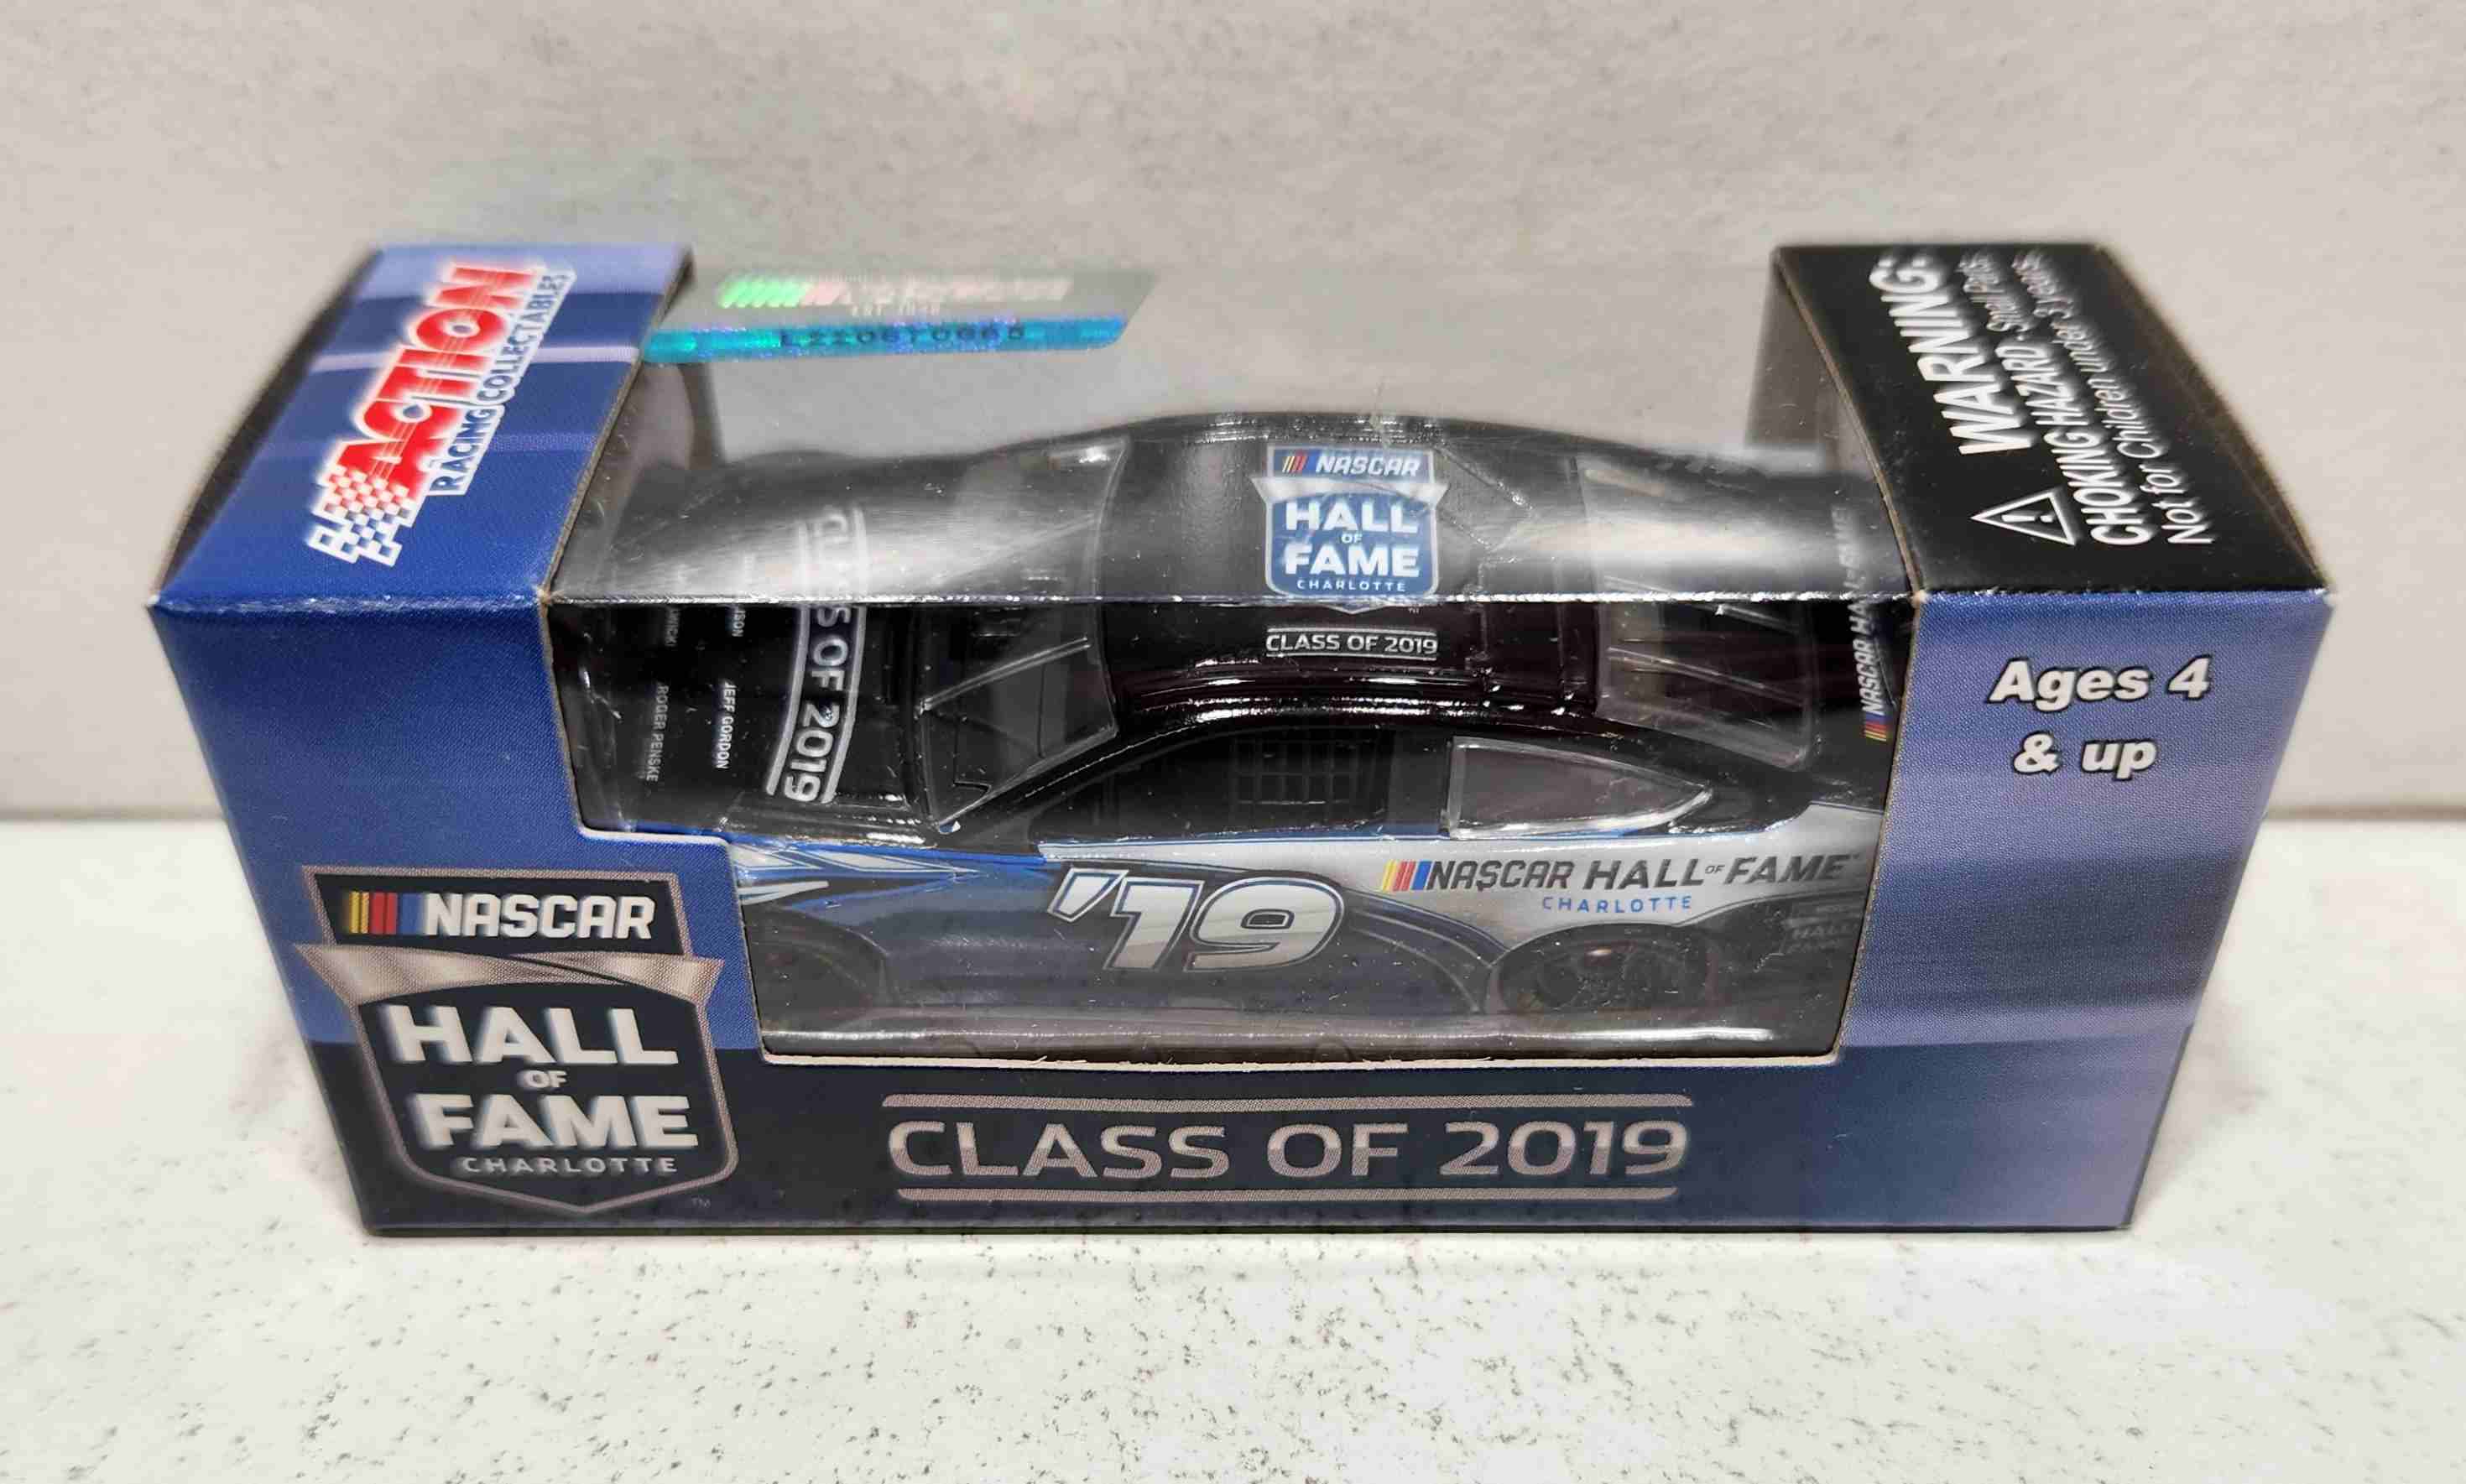 ACTION
RACING COLLECTABLES
WARNING:
CHOKING HAZARD - Small Parts
Not for Children under 3 years
NASCAR
HALL
OF
FAME
CHARLOTTE
CLASS OF 2019
JEFF GORDON
ROGER PENSKE
OF 2019
NASCAR HALL OF FAME
CHARLOTTE
'19
Ages 4
& up
NASCAR
HALL
OF
FAME
CHARLOTTE
TM
CLASS OF 2019